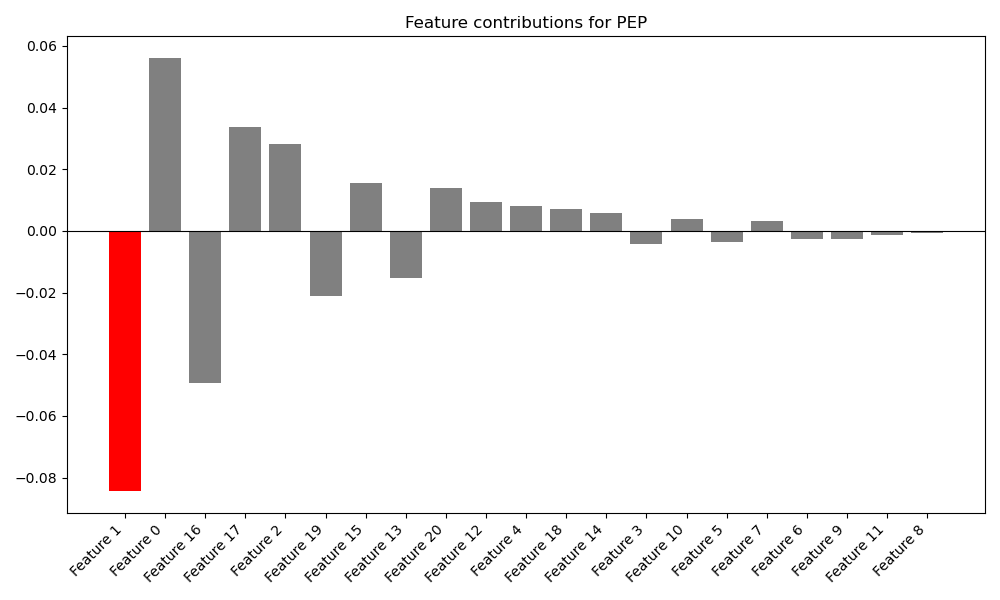 Feature contributions for PEP
0.06
0.04
0.02
0.00
−0.02
−0.04
−0.06
−0.08
Feature 1
Feature 0
Feature 16
Feature 17
Feature 2
Feature 19
Feature 15
Feature 13
Feature 20
Feature 12
Feature 4
Feature 18
Feature 14
Feature 3
Feature 10
Feature 5
Feature 7
Feature 6
Feature 9
Feature 11
Feature 8